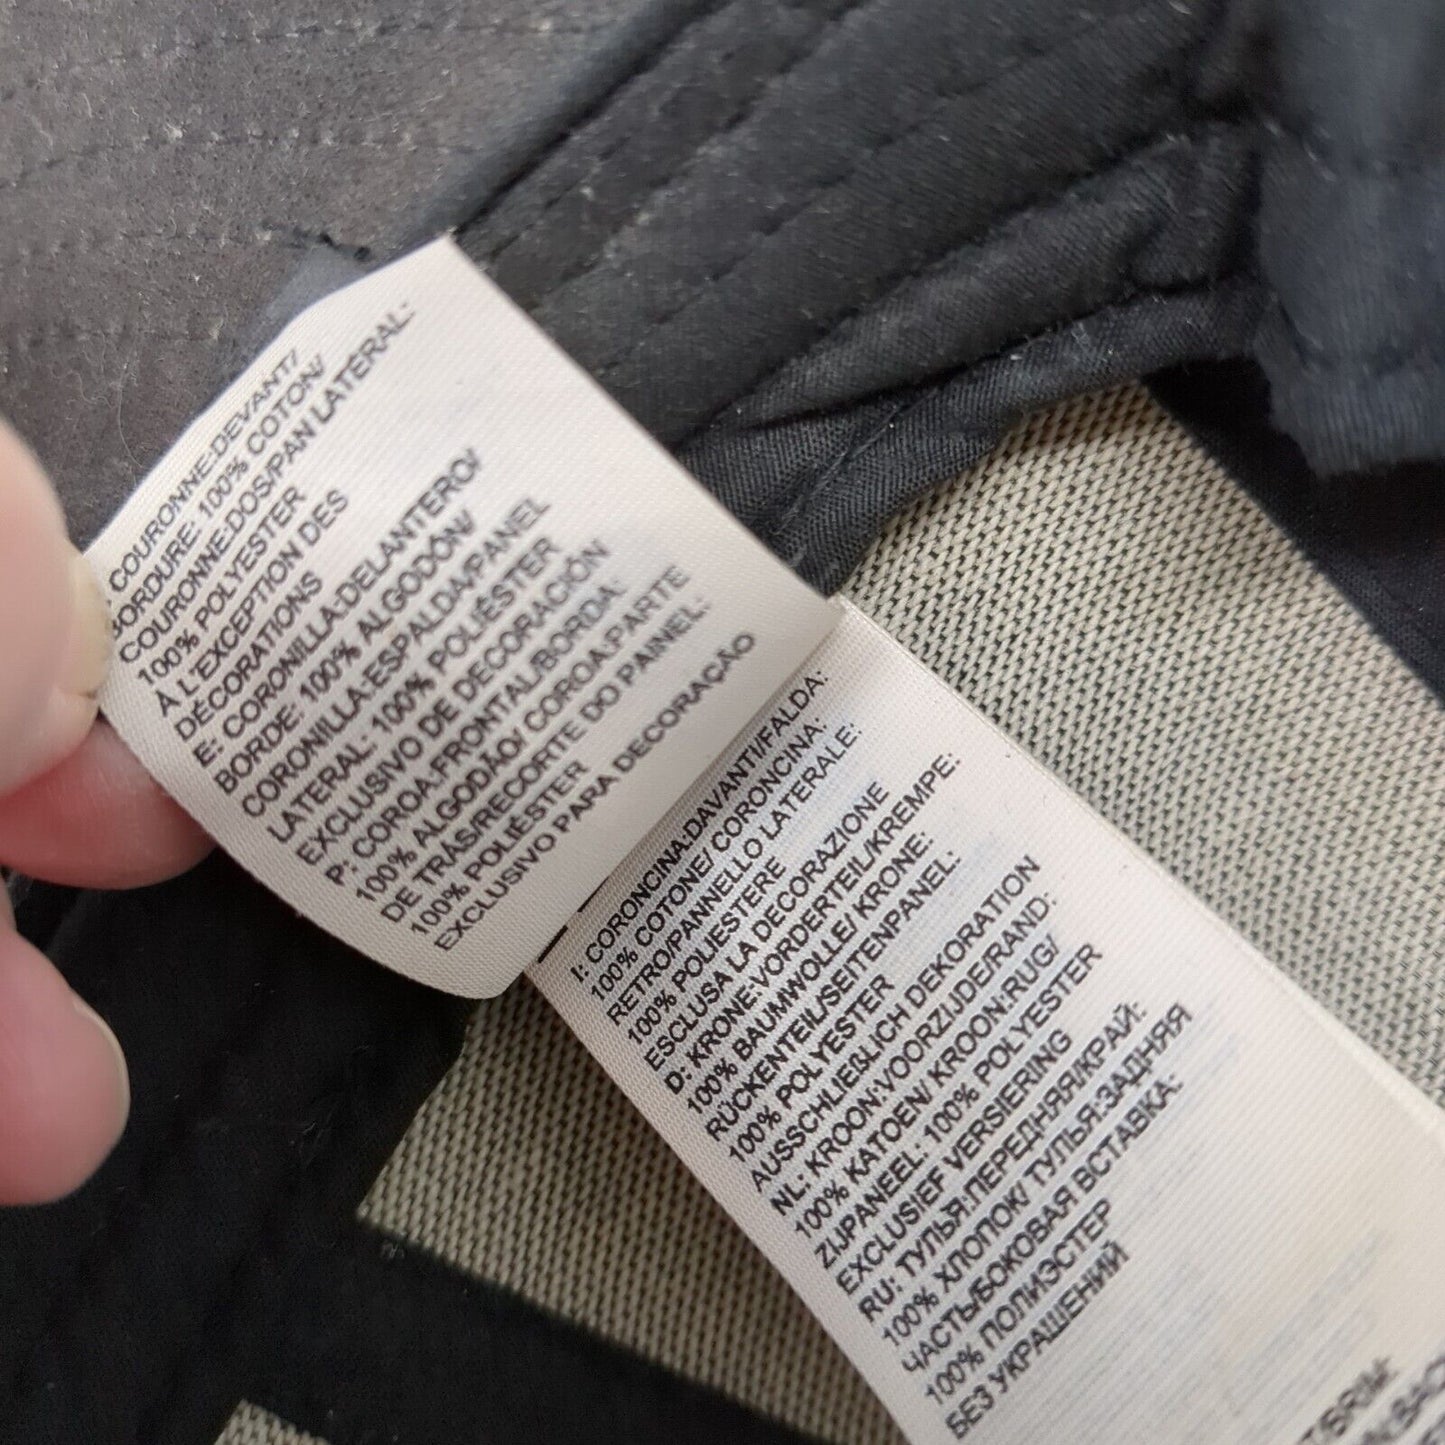 COURONNE:DEVANT/
BORDURE: 100% COTON/
COURONNE:DOS/PAN LATÉRAL:
100% POLYESTER
À L'EXCEPTION DES
DÉCORATIONS
E: CORONILLA:DELANTERO/
BORDE: 100% ALGODÓN/
CORONILLA:ESPALDA/PANEL
LATERAL: 100% POLIÉSTER
EXCLUSIVO DE DECORACIÓN
P: COROA:FRONTAL/BORDA:
100% ALGODÃO/ COROA:PARTE
DE TRÁS/RECORTE DO PAINEL:
100% POLIÉSTER
EXCLUSIVO PARA DECORAÇÃO
I: CORONCINA:DAVANTI/FALDA:
100% COTONE/ CORONCINA:
RETRO/PANNELLO LATERALE:
100% POLIESTERE
ESCLUSA LA DECORAZIONE
D: KRONE:VORDERTEIL/KREMPE:
100% BAUMWOLLE/ KRONE:
RÜCKENTEIL/SEITENPANEL:
100% POLYESTER
AUSSCHLIEßLICH DEKORATION
NL: KROON:VOORZIJDE/RAND:
100% KATOEN/ KROON:RUG/
ZIJPANEEL: 100% POLYESTER
EXCLUSIEF VERSIERING
RU: ТУЛЬЯ:ПЕРЕДНЯЯ/КРАЙ:
100% ХЛОПОК/ ТУЛЬЯ:ЗАДНЯЯ
ЧАСТЬ/БОКОВАЯ ВСТАВКА:
100% ПОЛИЭСТЕР
БЕЗ УКРАШЕНИЙ